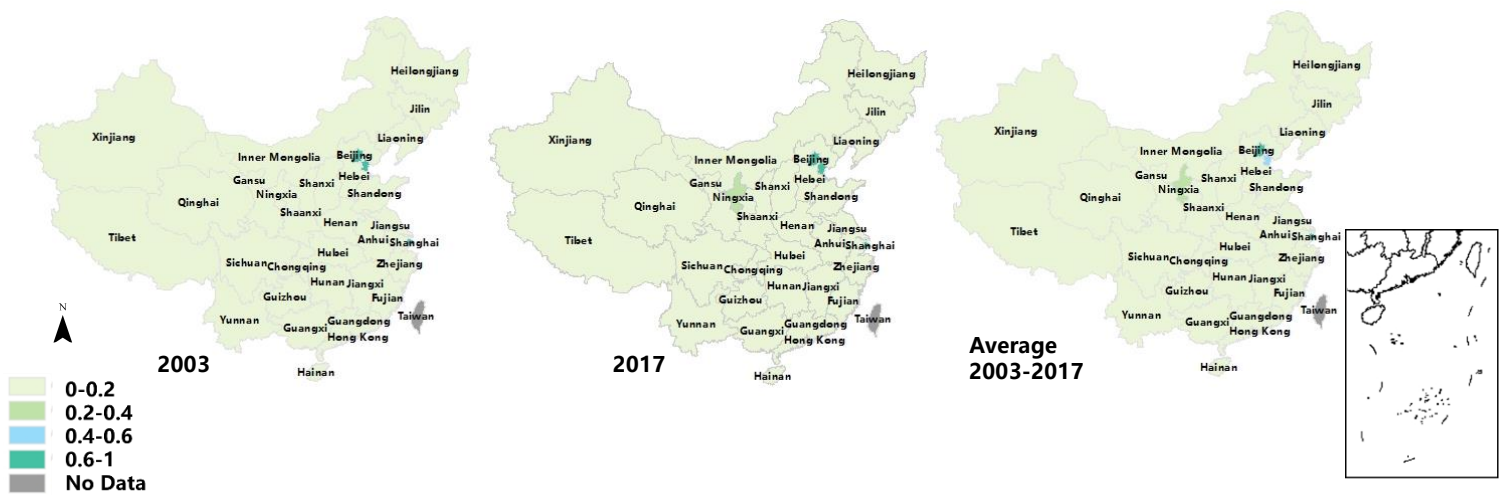 Heilongjiang
Jilin
Liaoning
Xinjiang
Inner Mongolia
Beijing
Hebei
Gansu
Shanxi
Ningxia
Shandong
Qinghai
Shaanxi
Henan
Jiangsu
Tibet
Anhui
Shanghai
Hubei
Sichuan
Chongqing
Zhejiang
Hunan
Jiangxi
Guizhou
Fujian
Yunnan
Guangxi
Guangdong
Taiwan
Hong Kong
Hainan
N
2003
Heilongjiang
Jilin
Liaoning
Xinjiang
Inner Mongolia
Beijing
Hebei
Gansu
Shanxi
Ningxia
Shandong
Qinghai
Shaanxi
Henan
Jiangsu
Tibet
Anhui
Shanghai
Hubei
Sichuan
Chongqing
Zhejiang
Hunan
Jiangxi
Guizhou
Fujian
Yunnan
Guangxi
Guangdong
Taiwan
Hong Kong
Hainan
2017
Heilongjiang
Jilin
Liaoning
Xinjiang
Inner Mongolia
Beijing
Hebei
Gansu
Shanxi
Ningxia
Shandong
Qinghai
Shaanxi
Henan
Jiangsu
Tibet
Anhui
Shanghai
Hubei
Sichuan
Chongqing
Zhejiang
Hunan
Jiangxi
Guizhou
Fujian
Yunnan
Guangxi
Guangdong
Taiwan
Hong Kong
Hainan
Average
2003-2017
0-0.2
0.2-0.4
0.4-0.6
0.6-1
No Data